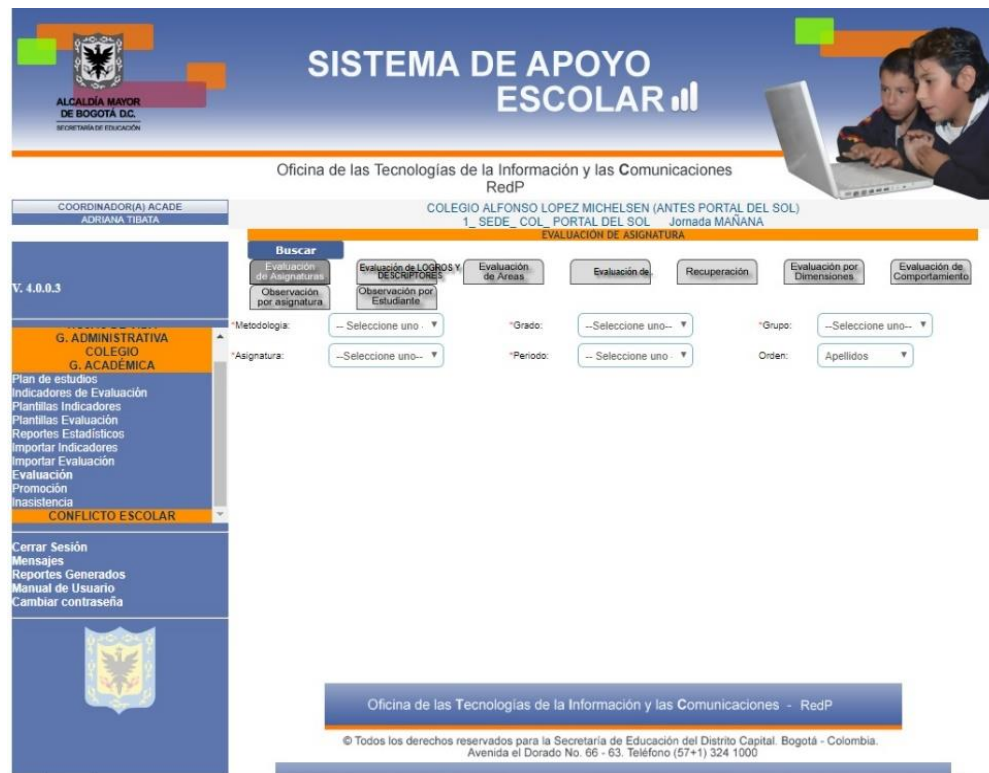 ALCALDÍA MAYOR
DE BOGOTÁ D.C.
SECRETARÍA DE EDUCACIÓN
SISTEMA DE APOYO
ESCOLAR
Oficina de las Tecnologías de la Información y las Comunicaciones
RedP
COORDINADOR(A) ACADE
ADRIANA TIBATA
COLEGIO ALFONSO LOPEZ MICHELSEN (ANTES PORTAL DEL SOL)
1_ SEDE_ COL_ PORTAL DEL SOL Jornada MAÑANA
EVALUACIÓN DE ASIGNATURA
Buscar
Evaluación de Asignaturas
Evaluación de LOGROS Y DESCRIPTORES
Evaluación de Areas
Evaluación de
Recuperación
Evaluación por Dimensiones
Evaluación de Comportamiento
Observación por asignatura
Observación por Estudiante
V. 4.0.0.3
*Metodologia: -- Seleccione uno *Grado: --Seleccione uno-- *Grupo: --Seleccione uno--
*Asignatura: --Seleccione uno-- *Periodo: -- Seleccione uno Orden: Apellidos
G. ADMINISTRATIVA
COLEGIO
G. ACADÉMICA
Plan de estudios
Indicadores de Evaluación
Plantillas Indicadores
Plantillas Evaluación
Reportes Estadísticos
Importar Indicadores
Importar Evaluación
Evaluación
Promoción
Inasistencia
CONFLICTO ESCOLAR
Cerrar Sesión
Mensajes
Reportes Generados
Manual de Usuario
Cambiar contraseña
Oficina de las Tecnologías de la Información y las Comunicaciones - RedP
© Todos los derechos reservados para la Secretaría de Educación del Distrito Capital. Bogotá - Colombia.
Avenida el Dorado No. 66 - 63. Teléfono (57+1) 324 1000